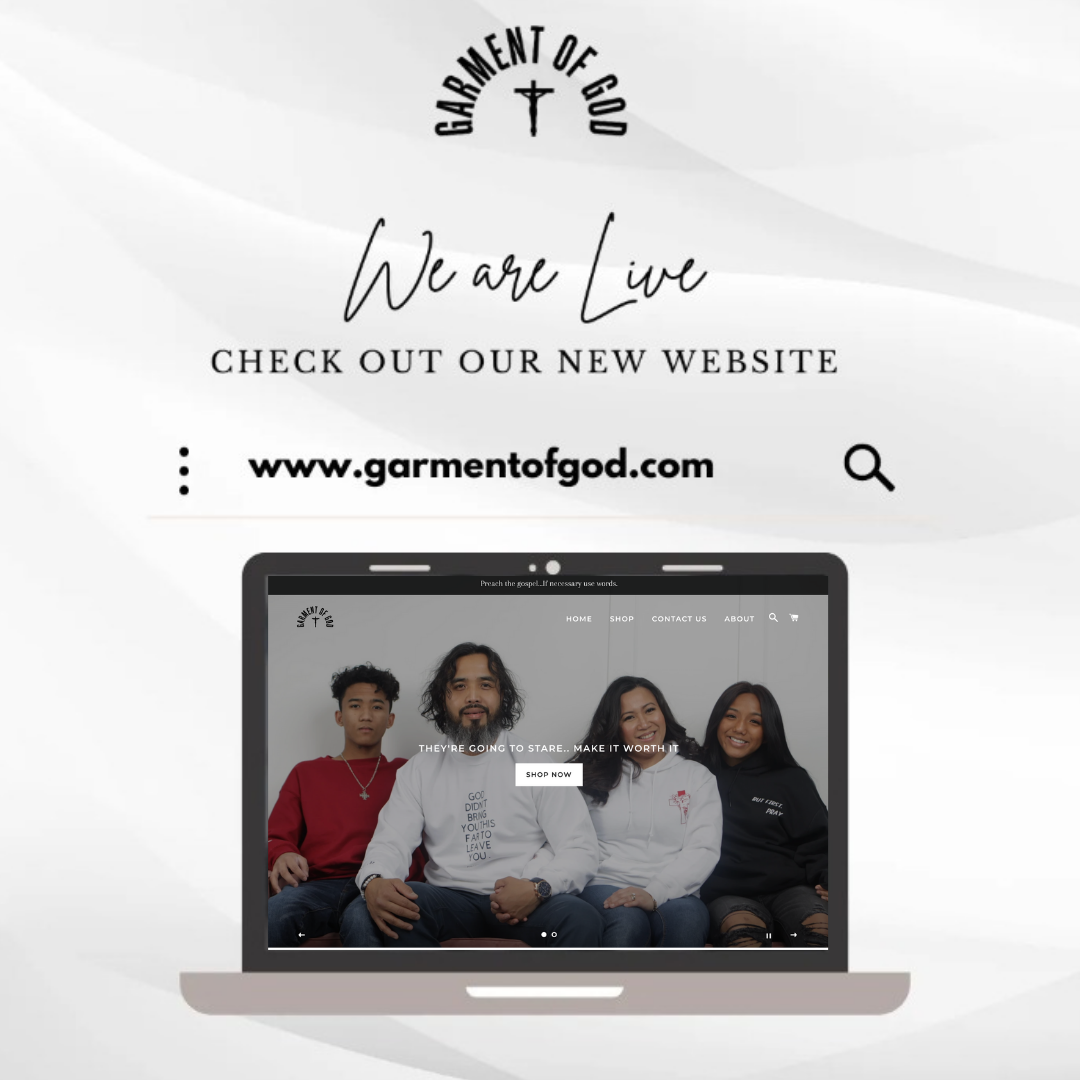 GARMENT OF GOD
We are Live
CHECK OUT OUR NEW WEBSITE
www.garmentofgod.com
Preach the gospel...If necessary use words.
GARMENT OF GOD
HOME SHOP CONTACT US ABOUT
THEY'RE GOING TO STARE.. MAKE IT WORTH IT
SHOP NOW
GOD
DIDN'T
BRING
YOU THIS
FAR TO
LEAVE
YOU.
BUT FIRST,
PRAY